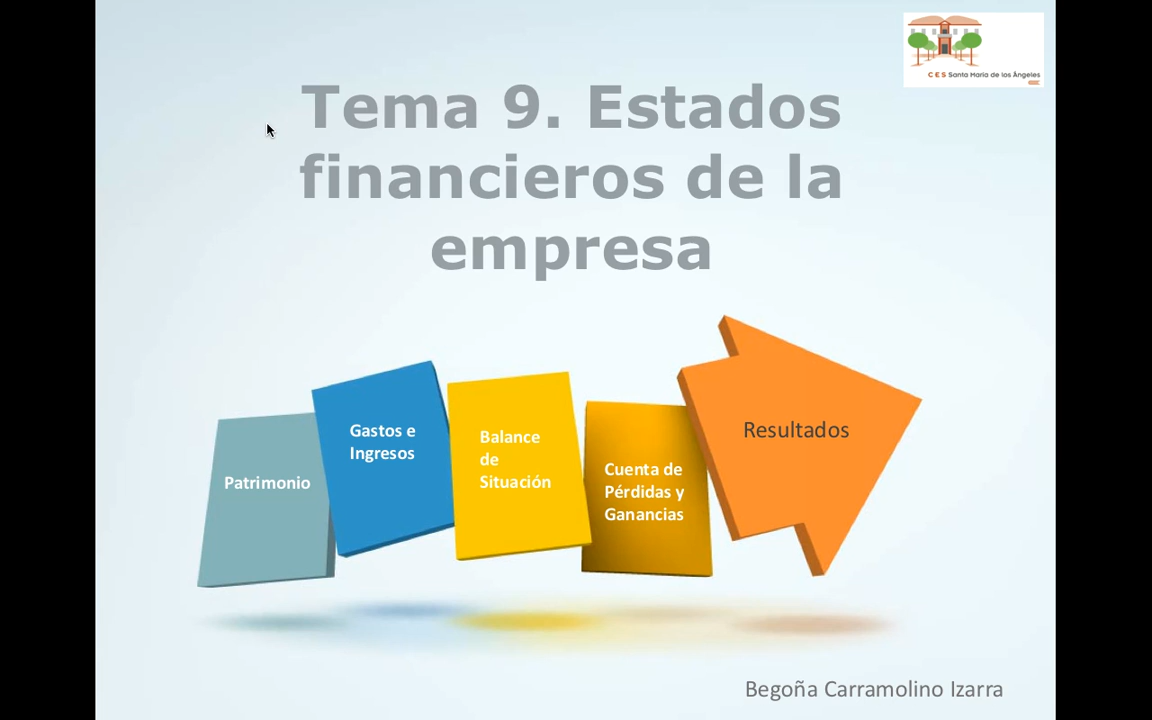 C E S Santa María de los Ángeles
Tema 9. Estados
financieros de la
empresa
Patrimonio
Gastos e
Ingresos
Balance
de
Situación
Cuenta de
Pérdidas y
Ganancias
Resultados
Begoña Carramolino Izarra